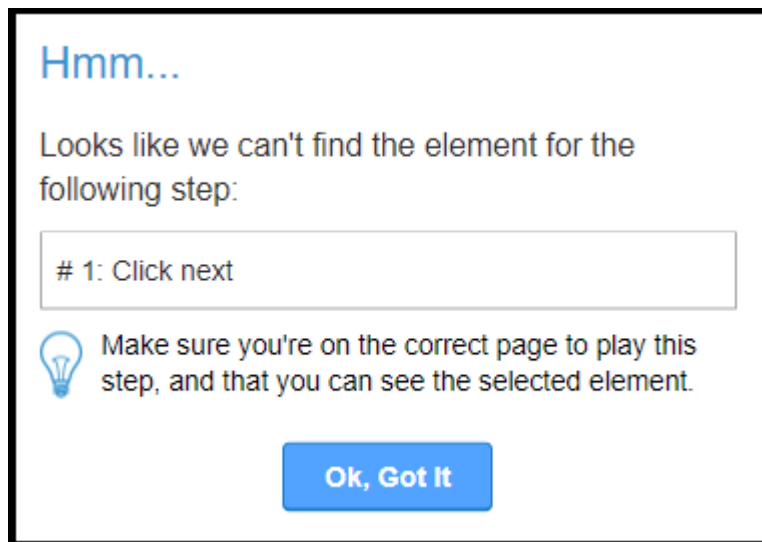 Hmm...
Looks like we can't find the element for the
following step:
# 1: Click next
Make sure you're on the correct page to play this
step, and that you can see the selected element.
Ok, Got It